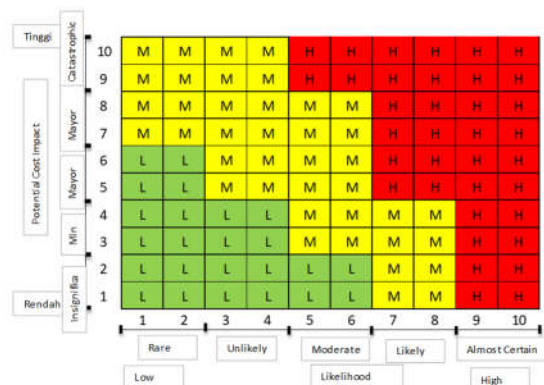 Tinggi
Catastrophic
Mayor
Mayor
Min
Insignifika
Potential Cost Impact
Rendah
10 M M M M H H H H H H
9 M M M M H H H H H H
8 M M M M M M H H H H
7 M M M M M M H H H H
6 L L M M M M H H H H
5 L L M M M M H H H H
4 L L L L M M M M H H
3 L L L L M M M M H H
2 L L L L L L M M H H
1 L L L L L L M M H H
1 2 3 4 5 6 7 8 9 10
Rare Unlikely Moderate Likely Almost Certain
Low Likelihood High